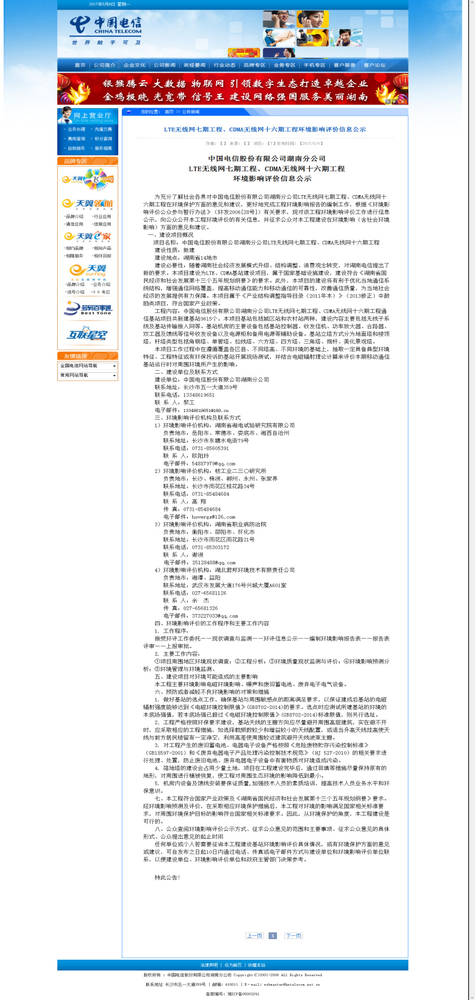 2017年5月8日 星期一
中国电信
CHINA TELECOM
世 界 触 手 可 及
首页 | 公司简介 | 企业文化 | 公司新闻 | 政经要闻 | 行业动态 | 品牌专区 | 业务专区 | 手机专区 | 客户服务 | 客户论坛
银猴腾云 大数据 物联网 引领数字生态打造卓越企业
金鸡报晓 光宽带 信号王 建设网络强国服务美丽湖南
网上营业厅
On-line selling area
- 业务办理 - 充值交费
- 费用查询 - 积分查询
- 自助服务 - 服务指南
品牌专区
天翼 飞young
surfing
天翼领航
-品牌介绍 -行业应用
-通信应用 -信息应用
天翼e家
-相约品牌 -相知产品
-相随服务 -相伴回报
天翼
surfing
3G互联网手机
-品牌介绍 -业务介绍
-选号介绍 -3 G 专区
号码百事通
Best Tone
互联星空
友情链接
全国电信网站导航
常用网站导航
您的位置: 首页 >> 公司新闻
LTE无线网七期工程、CDMA无线网十六期工程环境影响评价信息公示
作者:【】 来源:【】 浏览:【7】发布时间:【2017/5/8】
中国电信股份有限公司湖南分公司
LTE无线网七期工程、CDMA无线网十六期工程
环境影响评价信息公示
为充分了解社会各界对中国电信股份有限公司湖南分公司LTE无线网七期工程、CDMA无线网十
六期工程在环境保护方面的意见和建议，更好地完成工程环境影响报告的编制工作，根据《环境影
响评价公众参与暂行办法》（环发2006[28号]）有关要求，现对该工程环境影响评价工作进行信息
公示，向公众公开本工程环境评价的有关信息，并征求公众对本工程建设在环境影响（含社会环境
影响）方面的意见和建议。
一、建设项目概况
项目名称：中国电信股份有限公司湖南分公司LTE无线网七期工程、CDMA无线网十六期工程
建设性质：新建
建设地点：湖南省14地市
建设必要性：随着湖南社会经济发展模式升级、结构调整、消费观念转变，对湖南电信提出了
新的要求。本项目建设为LTE、CDMA基站建设项目，属于国家基础设施建设，建设符合《湖南省国
民经济和社会发展第十三个五年规划纲要》的要求。此外，本项目的建设将有利于优化当地通信系
统结构，增强通信网络覆盖，提高移动通信能力和移动通信的可靠性，改善通信质量，为当地社会
经济的发展提供有力保障。本项目属于《产业结构调整指导目录（2011年本）》（2013修正）中鼓
励类项目，符合国家产业政策。
工程内容：中国电信股份有限公司湖南分公司LTE无线网七期工程、CDMA无线网十六期工程通
信基站项目共新建基站9615个。本项目基站包括城区站和农村站两种，建设内容主要包括无线子系
统及基站传输接入网等。基站机房的主要设备包括基站控制器、收发信机、功率放大器、合路器、
双工器及馈线等信号收发设备以及电源柜和备用电源等辅助设备。基站立塔方式分为地面塔和楼顶
塔，杆塔类型包括角钢塔、单管塔、拉线塔、六方塔、四方塔、三角塔、抱杆、美化景观塔。
本项目工作过程中在遵循覆盖各区县、不同塔高、不同环境的基础上，抽取一定具备典型环境
特征、工程特征或有环保投诉的基站开展现场测试，并结合电磁辐射理论计算来评价本期移动通信
基站运行时对周围环境所产生的影响。
二、建设单位及联系方式
建设单位：中国电信股份有限公司湖南分公司
联系地址：长沙市五一大道359号
联系电话：13348619651
联 系 人：黎工
电子邮件：13348619651@189.cn
三、环境影响评价机构及联系方式
1）环境影响评价机构：湖南省湘电试验研究院有限公司
负责地市：岳阳市、常德市、娄底市、湘西自治州
联系地址：长沙市东塘水电街79号
联系电话：0731-85605391
联 系 人：欧阳玲
电子邮件：54887979@qq.com
2）环境影响评价机构：核工业二三〇研究所
负责地市：长沙、株洲、郴州、永州、张家界
联系地址：长沙市雨花区桂花路34号
联系电话：0731-85484684
联 系 人：高 翔
传 真：0731-85484684
电子邮件：hovergx@126.com
3）环境影响评价机构：湖南省职业病防治院
负责地市：衡阳市、邵阳市、怀化市
联系地址：长沙市雨花区雨花路21号
联系电话：0731-85303172
联 系 人：谢洲
电子邮件：25128488@qq.com
4）环境影响评价机构：湖北君邦环境技术有限责任公司
负责地市：湘潭、益阳
联系地址：武汉市发展大道176号兴城大厦A601室
联系电话：027-65681126
联 系 人：余 杰
传 真：027-65681326
电子邮件：373227033@qq.com
四、环境影响评价的工作程序和主要工作内容
1. 工作程序：
接受环评工作委托——现状调查与监测——环评信息公示——编制环境影响报告表——报告表
评审——上报审批。
2. 主要工作内容：
①项目周围地区环境现状调查；②工程分析；③环境质量现状监测与评价；④环境影响预测分
析；⑤环境管理与环境监测。
五、建设项目对环境可能造成的主要影响
本工程主要环境影响电磁环境影响、噪声和废旧蓄电池、废弃电子电气设备。
六、预防或者减轻不良环境影响的对策和措施
1. 做好基站的选点工作，确保基站与周围敏感点的距离满足要求，以保证建成后基站的电磁
辐射强度能够达到《电磁环境控制限值》(GB8702-2014)的要求。选点时应测试所建基站的环境的
本底场强值，若本底场强已超过《电磁环境控制限值》(GB8702-2014)标准限值，则另行选址。
2. 工程严格按照环保要求建设，基站天线的主瓣方向应尽量避开周围高层建筑，实在避不开
时，应采取相应的工程措施，如选择载频数较少和增益较小的天线配置，或适当升高天线挂高使天
线与前方居民楼留有一定净空，利用高差使周围较近建筑避开天线波束主瓣。
3. 对工程产生的废旧蓄电池、电器电子设备严格按照《危险废物贮存污染控制标准》
（GB18597-2001）和《废弃电器电子产品处理污染控制技术规范》（HJ 527-2010）的相关要求进
行处理、处置，防止废旧电池、废弃电器电子设备中有害物质对环境造成污染。
4. 落地塔的建设会占用少量土地，项目在工程建设完毕后，通过回填等措施尽量保持原有的
地形，对周围进行植被恢复，使工程对周围生态环境的影响降低到最小。
5. 机房内设备及馈线安装要保证质量,加强技术人员的素质培训，提高技术人员业务水平和环
保意识。
七、本工程符合国家产业政策及《湖南省国民经济和社会发展第十三个五年规划纲要》要求。
经环境影响预测及评价，在采取相应环境保护措施后，本工程对环境的影响满足国家相关标准要
求，对周围环境保护目标的影响符合国家相关标准要求。因此，从环境保护的角度，本工程建设是
可行的。
八、公众查阅环境影响评价公示方式、征求公众意见的范围和主要事项、征求公众意见的具体
形式、公众提出意见的起止时间
任何单位或个人若需要征询本工程建设基站环境影响评价具体情况，或有环境保护方面的意见
或建议，可自发布之日起10日内通过电话、传真或电子邮件方式与建设单位和环境影响评价单位联
系，以便建设单位、环境影响评价单位和政府主管部门决策参考。
特此公告!
上一页 1 下一页
法律声明 | 设为首页 | 收藏本站
版权所有 : 中国电信股份有限公司湖南分公司 Copyright(C)2001-2008 All Rights Reserved
联系地址:长沙市五一大道359号 | 邮编: 410011 | E-mail: webmaster@hntelecom.net.cn
备案编号: 湘ICP备05003291